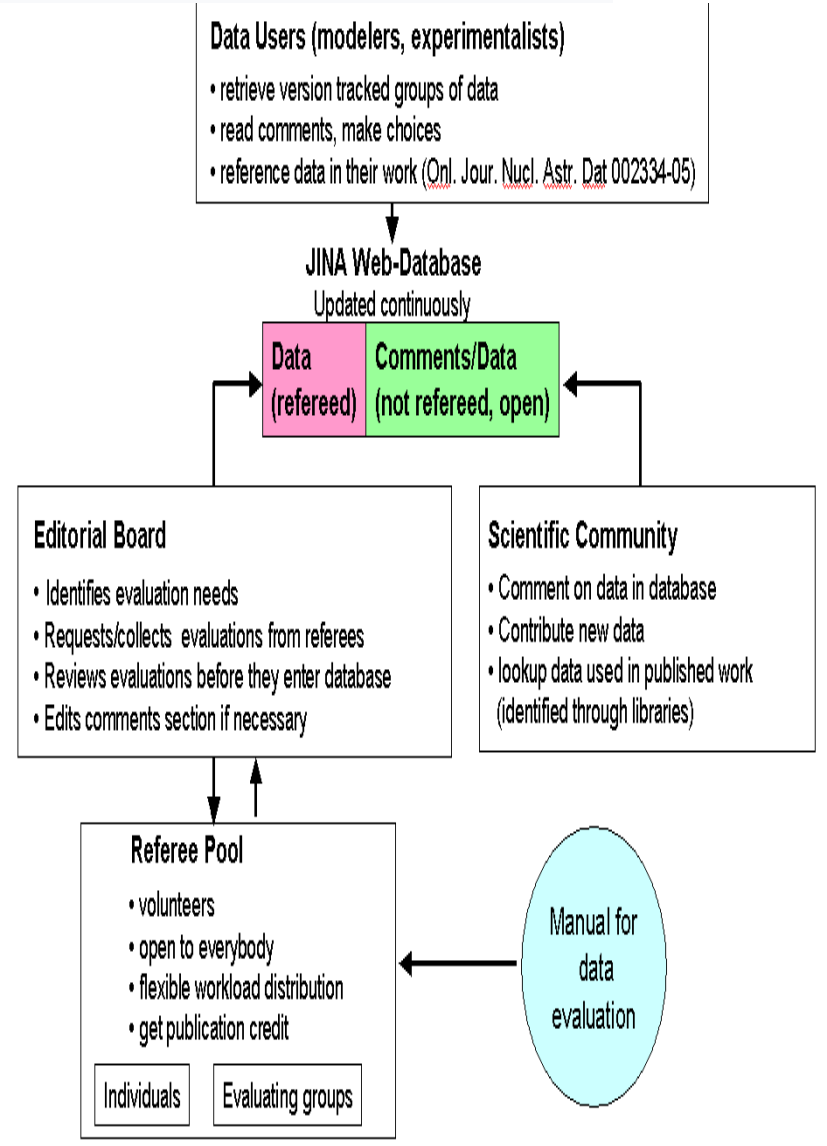 Data Users (modelers, experimentalists)
• retrieve version tracked groups of data
• read comments, make choices
• reference data in their work (Onl. Jour. Nucl. Astr. Dat 002334-05)
JINA Web-Database
Updated continuously
Data
(refereed)
Comments/Data
(not refereed, open)
Editorial Board
• Identifies evaluation needs
• Requests/collects evaluations from referees
• Reviews evaluations before they enter database
• Edits comments section if necessary
Scientific Community
• Comment on data in database
• Contribute new data
• lookup data used in published work
(identified through libraries)
Referee Pool
• volunteers
• open to everybody
• flexible workload distribution
• get publication credit
Individuals
Evaluating groups
Manual for
data
evaluation